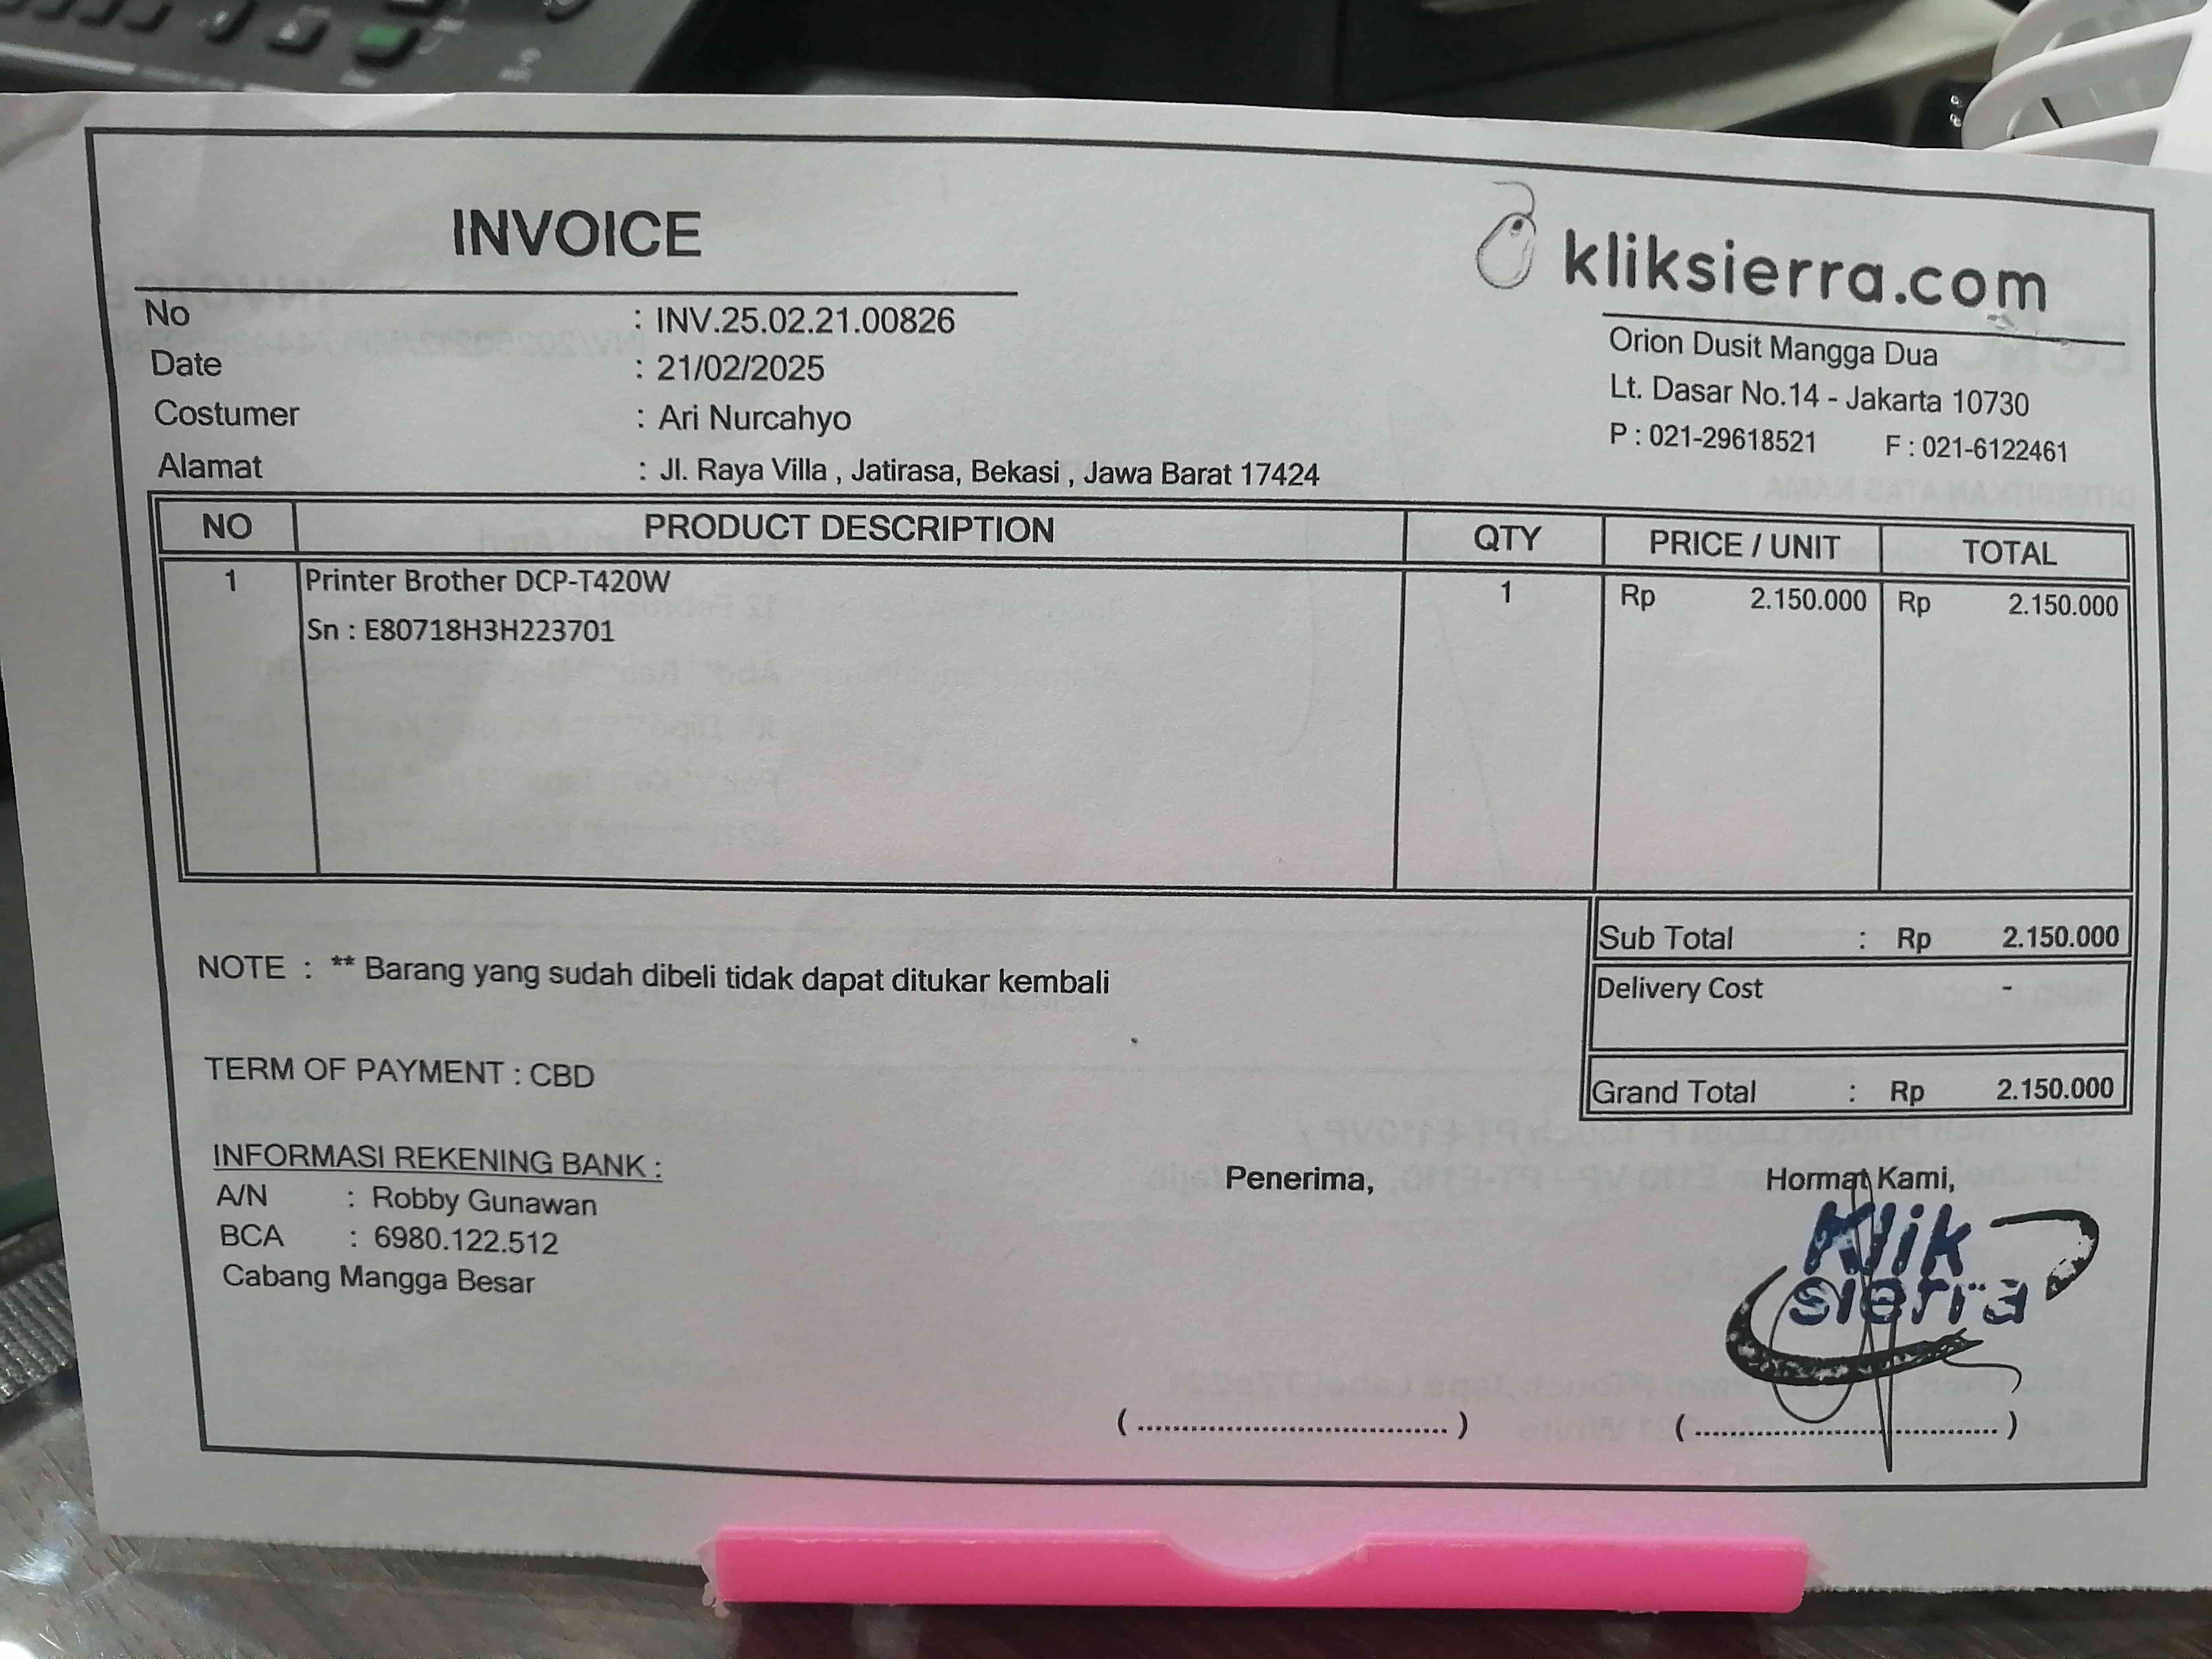 INVOICE
kliksierra.com
Orion Dusit Mangga Dua
Lt. Dasar No.14 - Jakarta 10730
P : 021-29618521 F : 021-6122461
No : INV.25.02.21.00826
Date : 21/02/2025
Costumer : Ari Nurcahyo
Alamat : Jl. Raya Villa , Jatirasa, Bekasi , Jawa Barat 17424
NO PRODUCT DESCRIPTION QTY PRICE / UNIT TOTAL
1 Printer Brother DCP-T420W 1 Rp 2.150.000 Rp 2.150.000
Sn : E80718H3H223701
Sub Total : Rp 2.150.000
Delivery Cost -
Grand Total : Rp 2.150.000
NOTE : ** Barang yang sudah dibeli tidak dapat ditukar kembali
TERM OF PAYMENT : CBD
INFORMASI REKENING BANK :
A/N : Robby Gunawan
BCA : 6980.122.512
Cabang Mangga Besar
Penerima,
(....................................)
Hormat Kami,
Klik
sierra
(....................................)